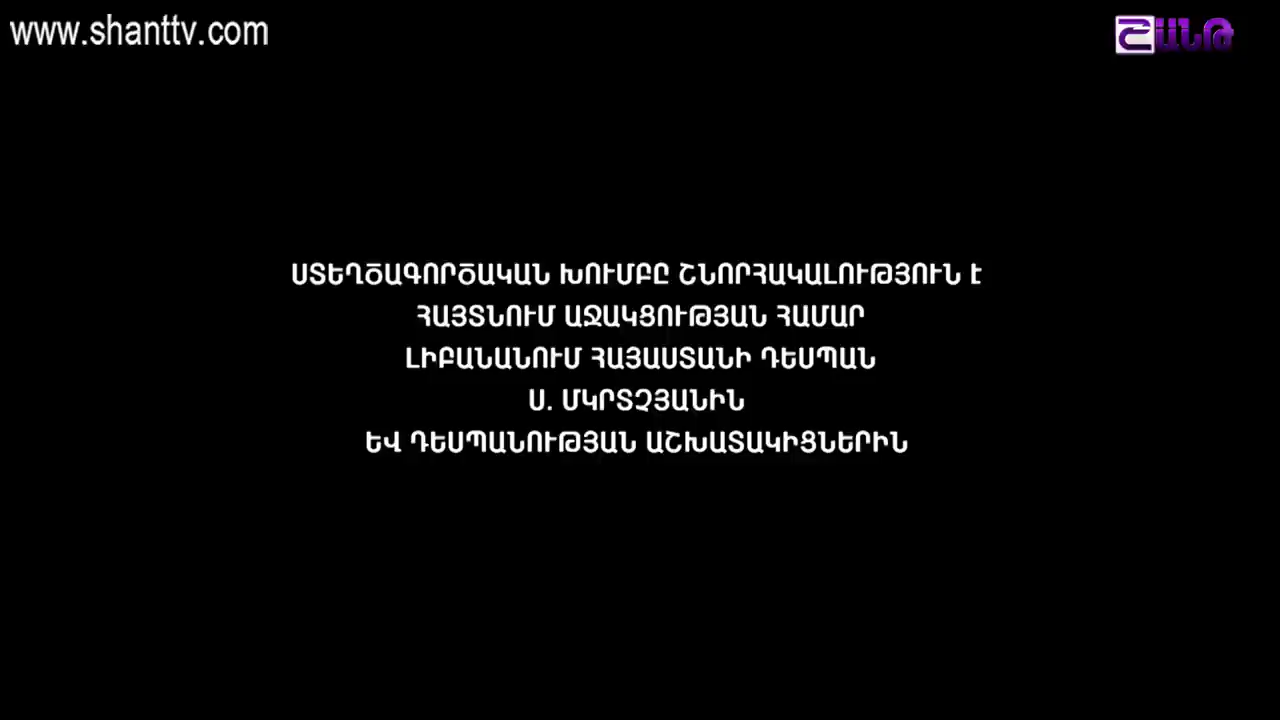 www.shanttv.com
ՇԱՆԹ
ՍՏԵՂԾԱԳՈՐԾԱԿԱՆ ԽՈՒՄԲԸ ՇՆՈՐՀԱԿԱԼՈՒԹՅՈՒՆ է
ՀԱՅՏՆՈՒՄ ԱՋԱԿՑՈՒԹՅԱՆ ՀԱՄԱՐ
ԼԻԲԱՆԱՆՈՒՄ ՀԱՅԱՍՏԱՆԻ ԴԵՍՊԱՆ
Ս. ՄԿՐՏՉՅԱՆԻՆ
ԵՎ ԴԵՍՊԱՆՈՒԹՅԱՆ ԱՇԽԱՏԱԿԻՑՆԵՐԻՆ